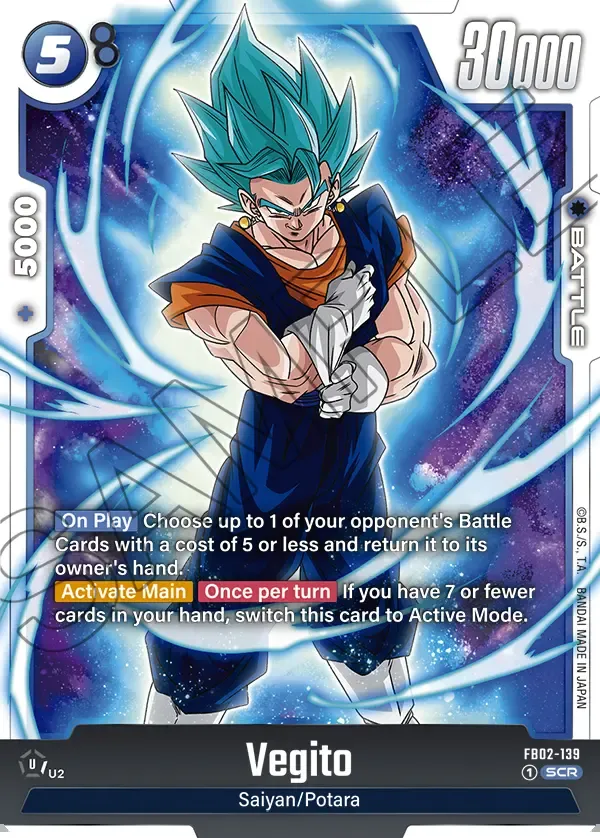 5 8
30000
+ 5000
BATTLE
SAMPLE
On Play Choose up to 1 of your opponent's Battle
Cards with a cost of 5 or less and return it to its
owner's hand.
Activate Main Once per turn If you have 7 or fewer
cards in your hand, switch this card to Active Mode.
©B.S./S., T.A. BANDAI MADE IN JAPAN
Vegito
FB02-139
U/U2
1 SCR
Saiyan/Potara